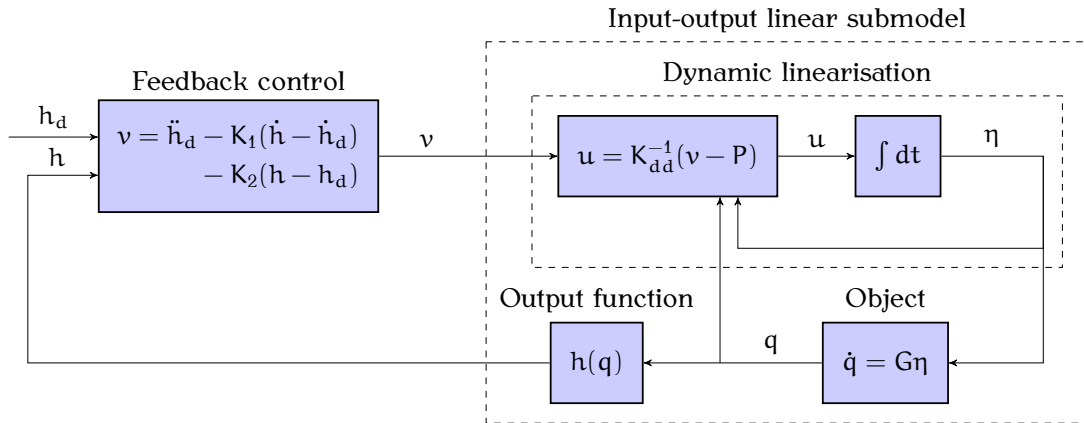 Input-output linear submodel
Dynamic linearisation
Feedback control
h_d
h
v = ḧ_d − K_1(ḣ − ḣ_d)
− K_2(h − h_d)
v
u = K_dd^{-1}(v − P)
u
∫ dt
η
Output function
Object
h(q)
q
q̇ = Gη